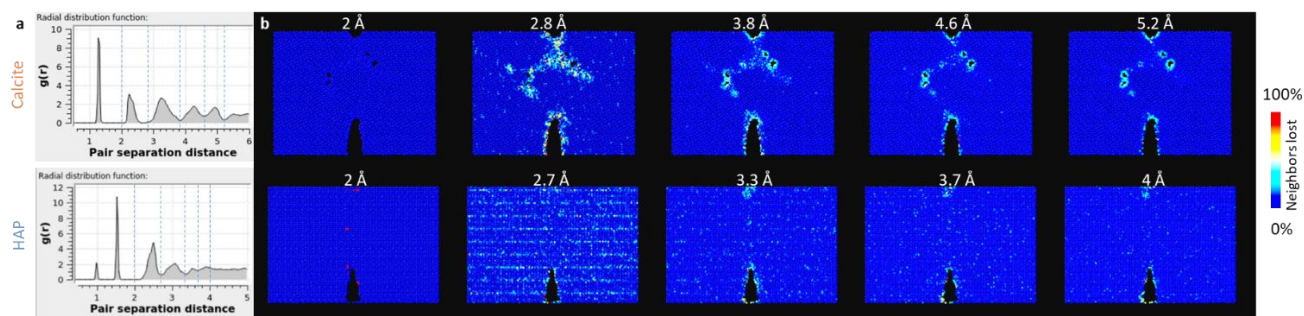 a
Radial distribution function:
Calcite
g(r)
10
8
6
4
2
0
1 2 3 4 5 6
Pair separation distance
Radial distribution function:
HAP
g(r)
12
10
8
6
4
2
0
1 2 3 4 5
Pair separation distance
b
2 Å 2.8 Å 3.8 Å 4.6 Å 5.2 Å
2 Å 2.7 Å 3.3 Å 3.7 Å 4 Å
100%
Neighbors lost
0%